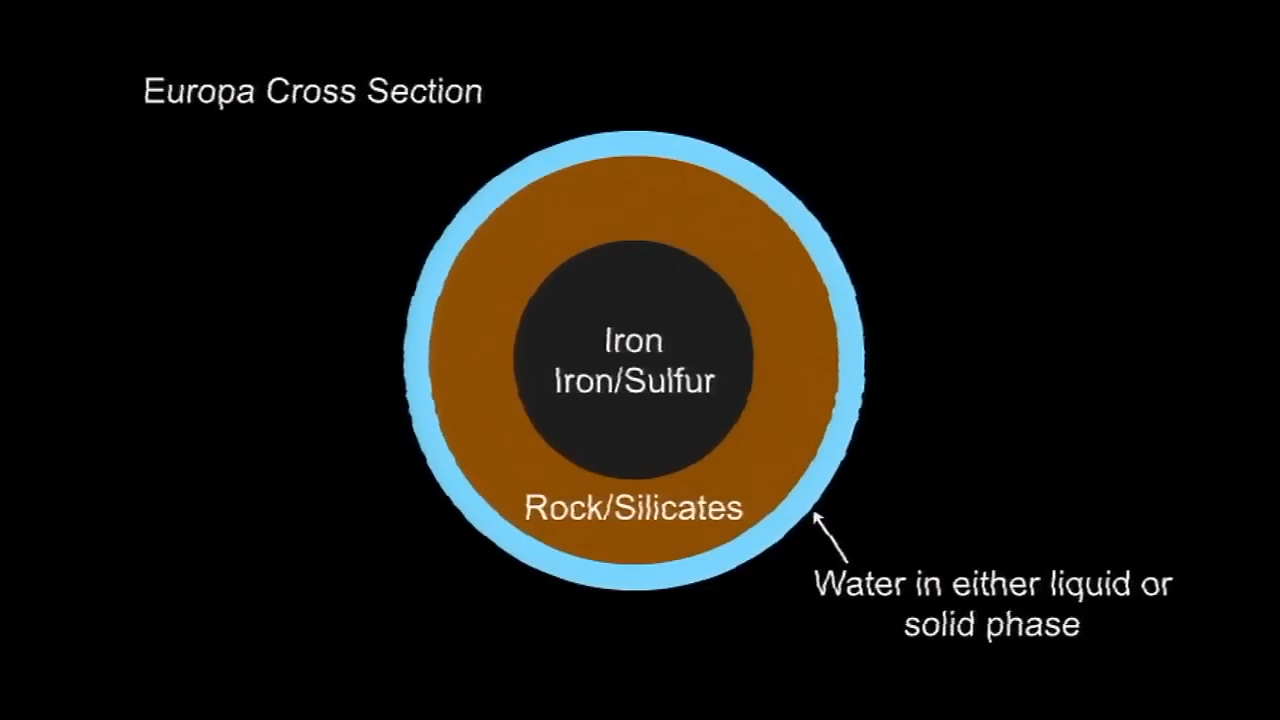 Europa Cross Section
Iron
Iron/Sulfur
Rock/Silicates
Water in either liquid or
solid phase